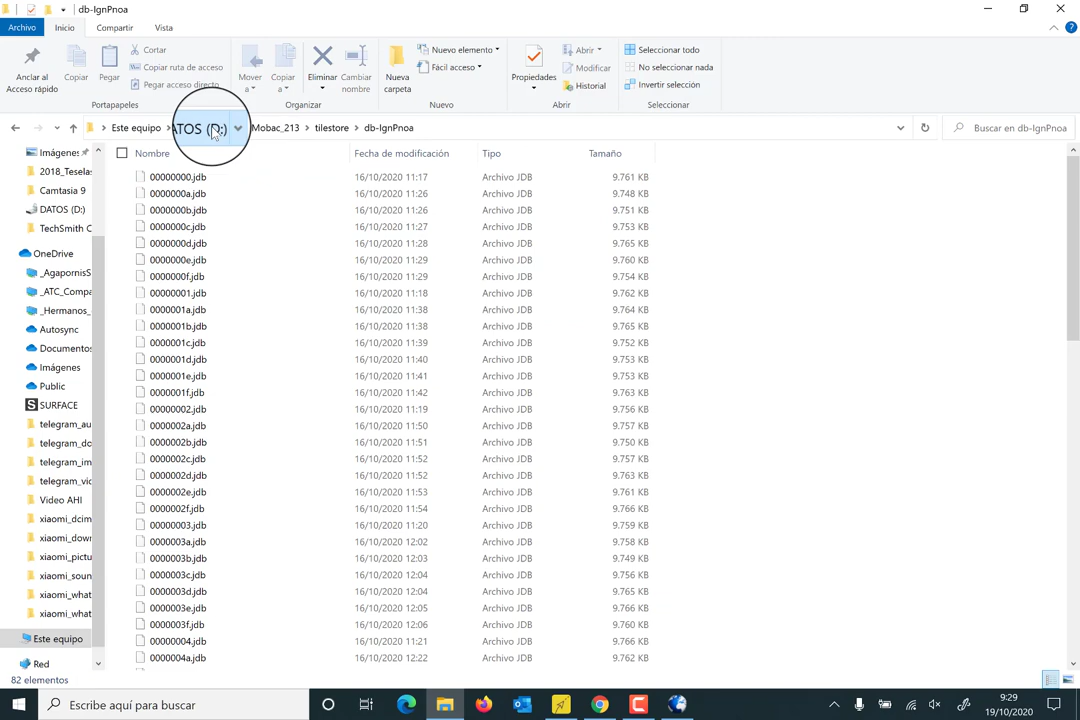 db-IgnPnoa
Archivo Inicio Compartir Vista
Anclar al Acceso rápido
Copiar
Pegar
Cortar
Copiar ruta de acceso
Pegar acceso directo
Portapapeles
Mover a
Copiar a
Eliminar
Cambiar nombre
Organizar
Nueva carpeta
Nuevo elemento
Fácil acceso
Nuevo
Propiedades
Abrir
Modificar
Historial
Abrir
Seleccionar todo
No seleccionar nada
Invertir selección
Seleccionar
Este equipo ATOS (D:) Mobac_213 tilestore db-IgnPnoa
Buscar en db-IgnPnoa
Imágenes
2018_Teselas
Camtasia 9
DATOS (D:)
TechSmith C
OneDrive
_AgapornisS
_ATC_Compa
_Hermanos_
Autosync
Documentos
Imágenes
Public
SURFACE
telegram_au
telegram_do
telegram_im
telegram_vid
Video AHI
xiaomi_dcim
xiaomi_down
xiaomi_pictu
xiaomi_soun
xiaomi_what
xiaomi_what
Este equipo
Red
Nombre Fecha de modificación Tipo Tamaño
00000000.jdb 16/10/2020 11:17 Archivo JDB 9.761 KB
0000000a.jdb 16/10/2020 11:26 Archivo JDB 9.748 KB
0000000b.jdb 16/10/2020 11:26 Archivo JDB 9.751 KB
0000000c.jdb 16/10/2020 11:27 Archivo JDB 9.753 KB
0000000d.jdb 16/10/2020 11:28 Archivo JDB 9.765 KB
0000000e.jdb 16/10/2020 11:29 Archivo JDB 9.760 KB
0000000f.jdb 16/10/2020 11:29 Archivo JDB 9.754 KB
00000001.jdb 16/10/2020 11:18 Archivo JDB 9.762 KB
0000001a.jdb 16/10/2020 11:38 Archivo JDB 9.764 KB
0000001b.jdb 16/10/2020 11:38 Archivo JDB 9.765 KB
0000001c.jdb 16/10/2020 11:39 Archivo JDB 9.752 KB
0000001d.jdb 16/10/2020 11:40 Archivo JDB 9.753 KB
0000001e.jdb 16/10/2020 11:41 Archivo JDB 9.753 KB
0000001f.jdb 16/10/2020 11:42 Archivo JDB 9.763 KB
00000002.jdb 16/10/2020 11:19 Archivo JDB 9.756 KB
0000002a.jdb 16/10/2020 11:50 Archivo JDB 9.757 KB
0000002b.jdb 16/10/2020 11:51 Archivo JDB 9.750 KB
0000002c.jdb 16/10/2020 11:52 Archivo JDB 9.757 KB
0000002d.jdb 16/10/2020 11:52 Archivo JDB 9.763 KB
0000002e.jdb 16/10/2020 11:53 Archivo JDB 9.761 KB
0000002f.jdb 16/10/2020 11:54 Archivo JDB 9.766 KB
00000003.jdb 16/10/2020 11:20 Archivo JDB 9.759 KB
0000003a.jdb 16/10/2020 12:02 Archivo JDB 9.758 KB
0000003b.jdb 16/10/2020 12:03 Archivo JDB 9.749 KB
0000003c.jdb 16/10/2020 12:04 Archivo JDB 9.756 KB
0000003d.jdb 16/10/2020 12:04 Archivo JDB 9.765 KB
0000003e.jdb 16/10/2020 12:05 Archivo JDB 9.766 KB
0000003f.jdb 16/10/2020 12:06 Archivo JDB 9.760 KB
00000004.jdb 16/10/2020 11:21 Archivo JDB 9.766 KB
0000004a.jdb 16/10/2020 12:22 Archivo JDB 9.762 KB
82 elementos
Escribe aquí para buscar
9:29
19/10/2020